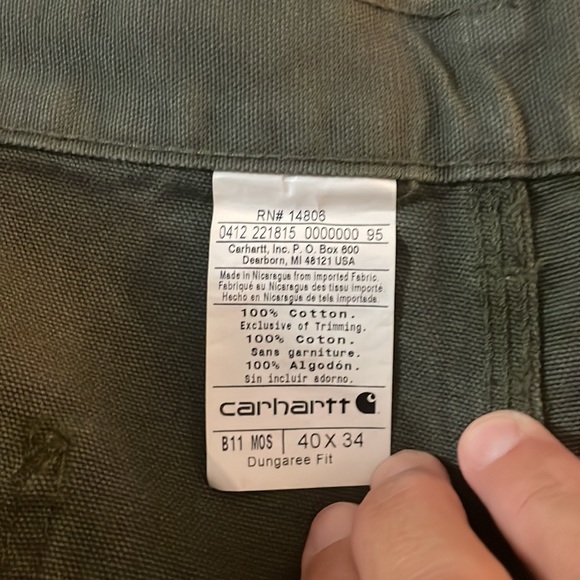 RN# 14806
0412 221815 0000000 95
Carhartt, Inc. P.O. Box 600
Dearborn, MI 48121 USA
Made in Nicaragua from Imported Fabric.
Fabriqué au Nicaragua des tissu importé.
Hecho en Nicaragua de tela importada.
100% Cotton.
Exclusive of Trimming.
100% Coton.
Sans garniture.
100% Algodón.
Sin incluir adorno.
carhartt
B11 MOS 40 X 34
Dungaree Fit